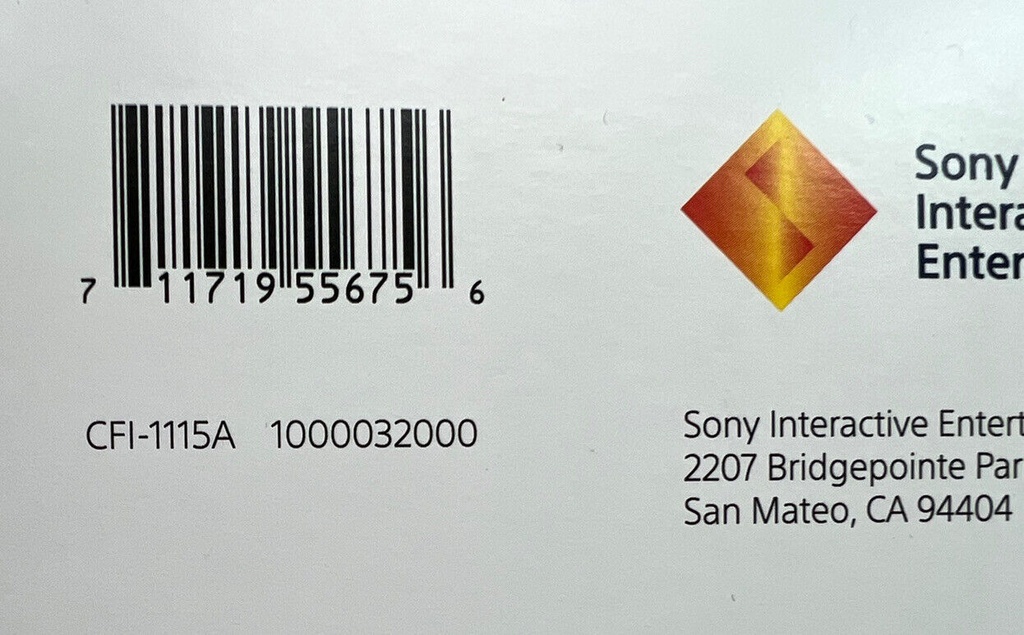 7 11719 55675 6
CFI-1115A 1000032000
Sony
Intera
Enter
Sony Interactive Entert
2207 Bridgepointe Par
San Mateo, CA 94404